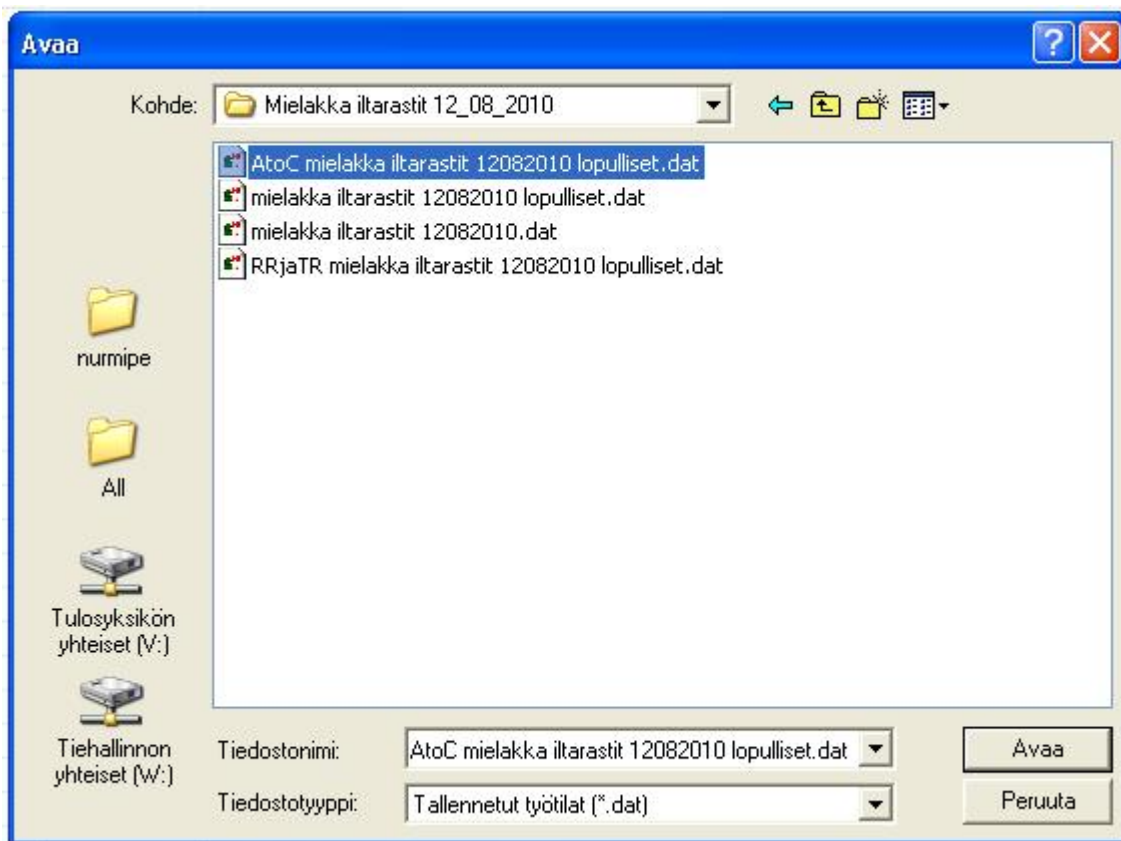 Avaa
Kohde: Mielakka iltarastit 12_08_2010
AtoC mielakka iltarastit 12082010 lopulliset.dat
mielakka iltarastit 12082010 lopulliset.dat
mielakka iltarastit 12082010.dat
RRjaTR mielakka iltarastit 12082010 lopulliset.dat
nurmipe
All
Tulosyksikön
yhteiset (V:)
Tiehallinnon
yhteiset (W:)
Tiedostonimi: AtoC mielakka iltarastit 12082010 lopulliset.dat Avaa
Tiedostotyyppi: Tallennetut työtilat (*.dat) Peruuta